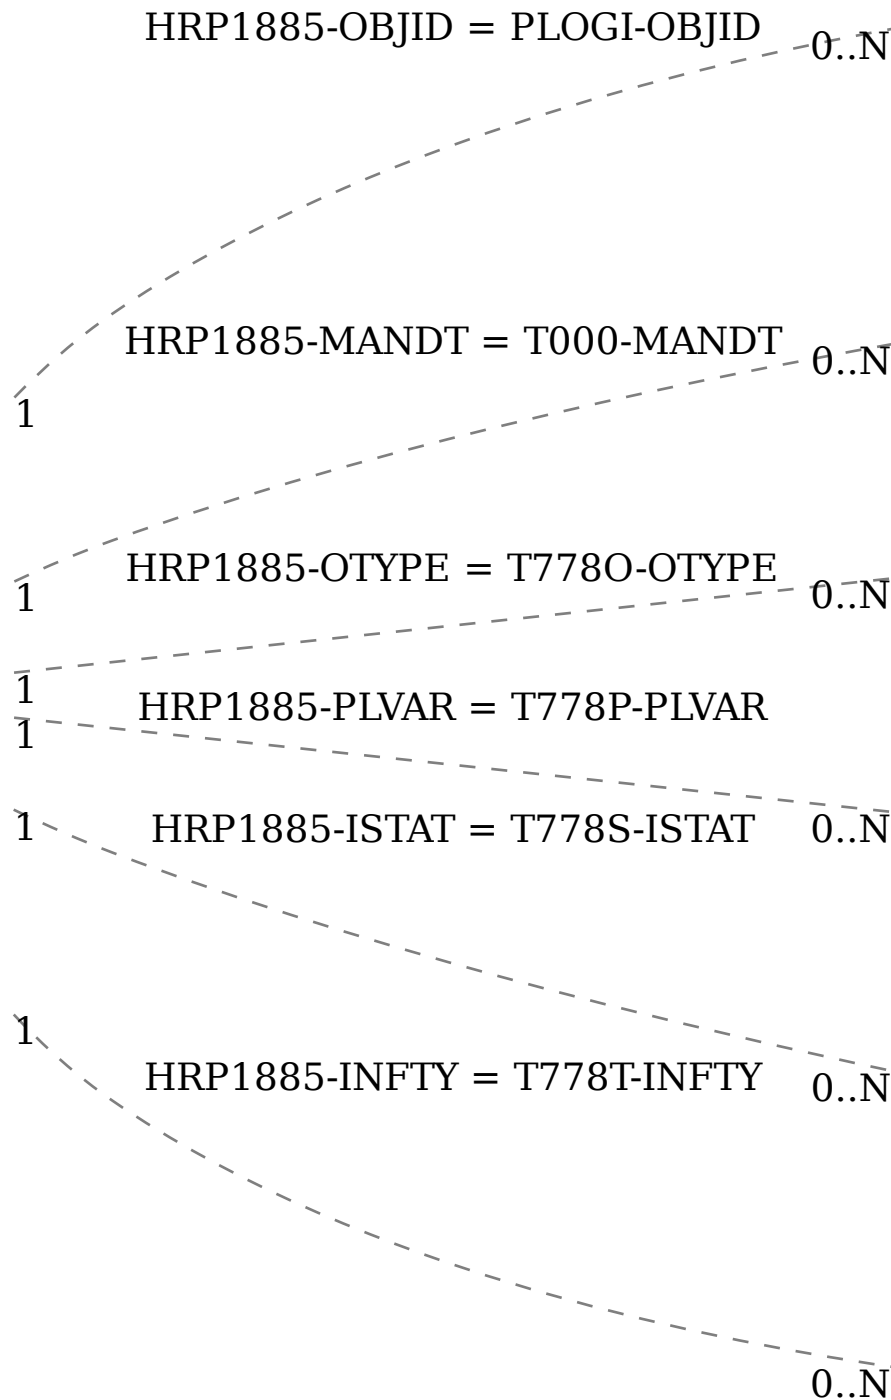 HRP1885-OBJID = PLOGI-OBJID
0..N
HRP1885-MANDT = T000-MANDT
0..N
1
HRP1885-OTYPE = T778O-OTYPE
0..N
1
1
HRP1885-PLVAR = T778P-PLVAR
1
HRP1885-ISTAT = T778S-ISTAT
0..N
1
1
HRP1885-INFTY = T778T-INFTY
0..N
0..N